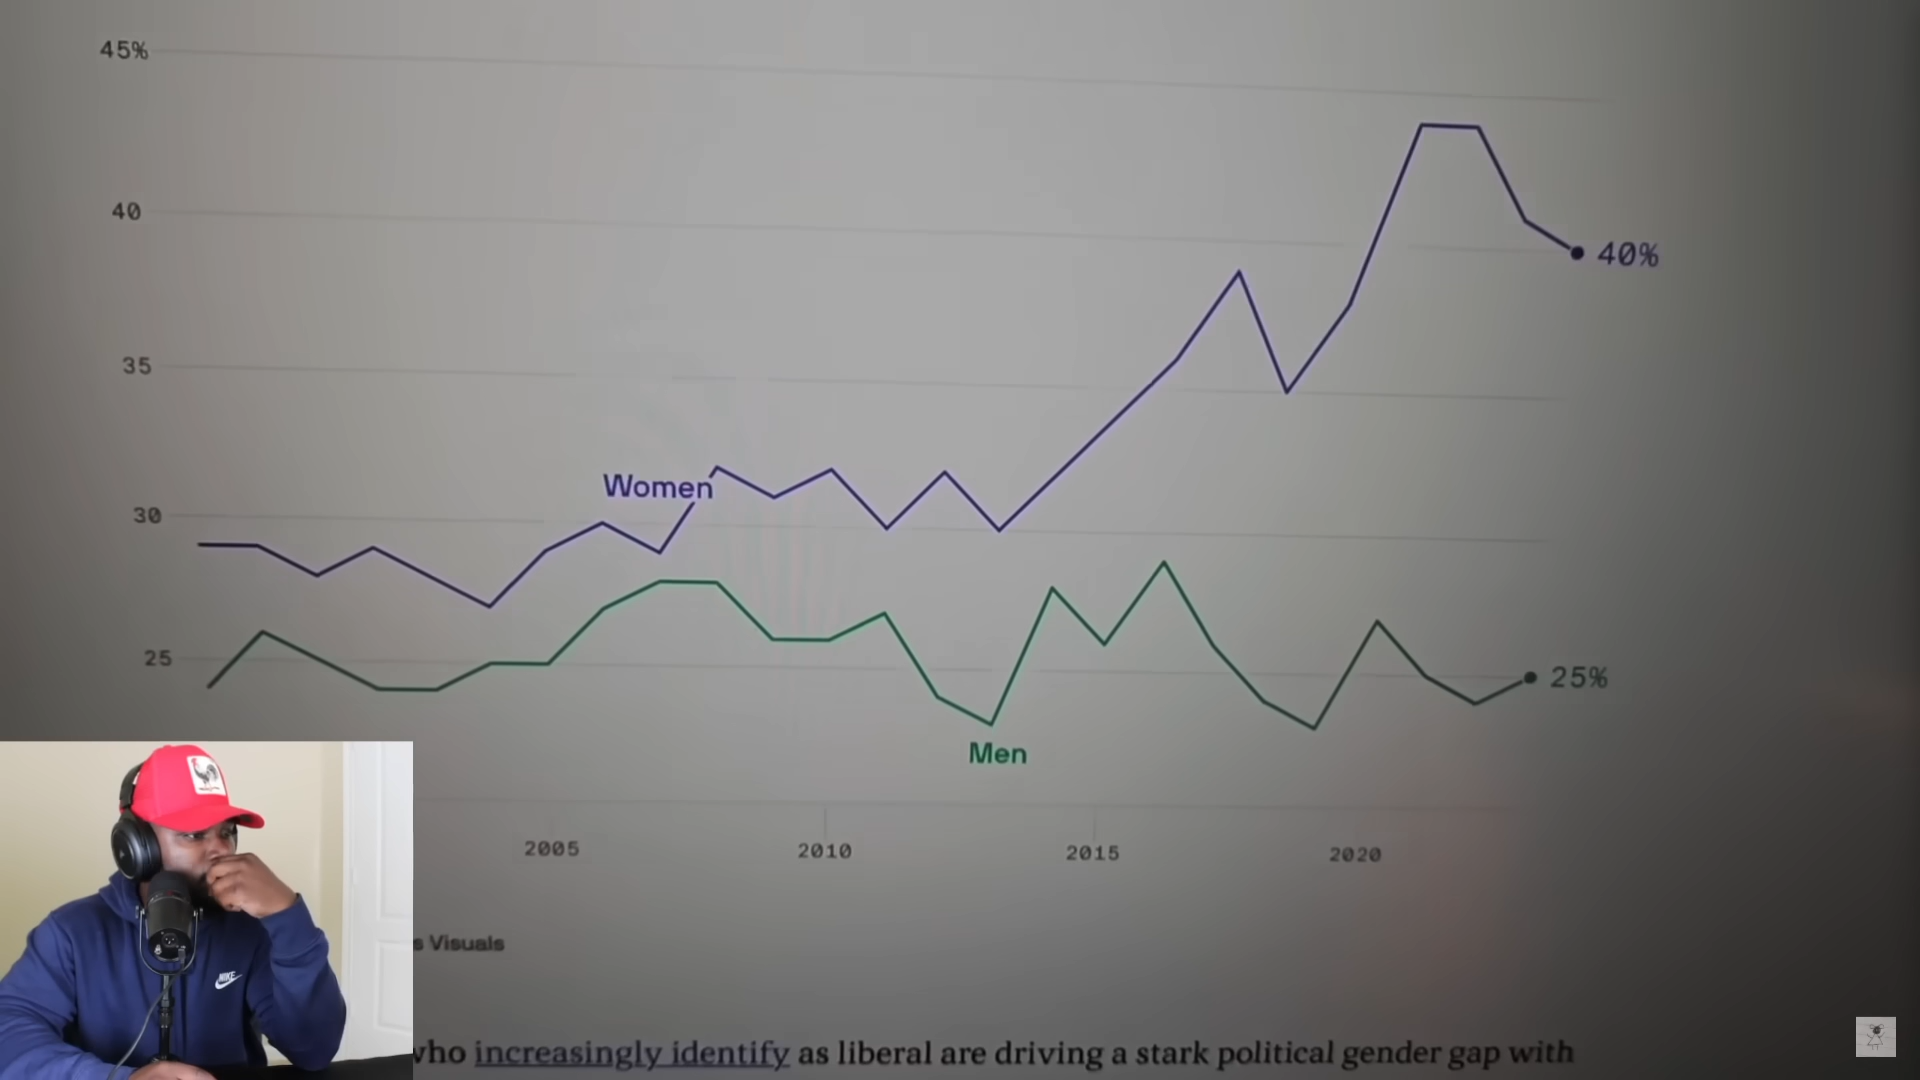 45%
40
40%
35
Women
30
25
25%
Men
2005
2010
2015
2020
s Visuals
NIKE
who increasingly identify as liberal are driving a stark political gender gap with